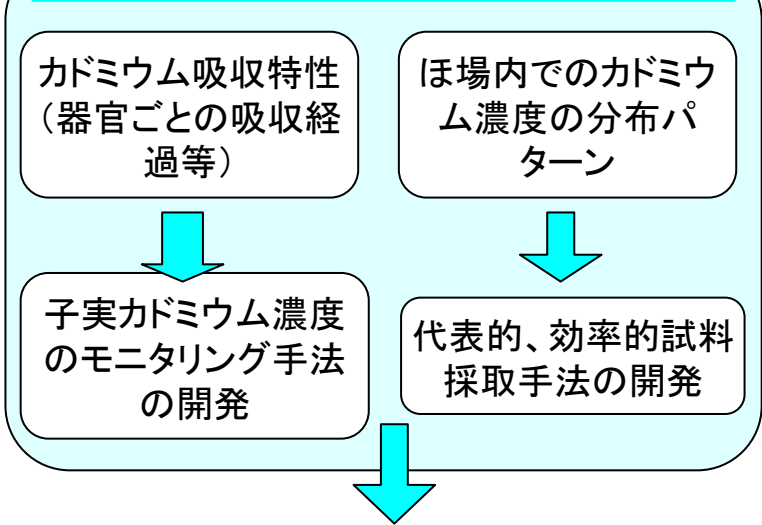 カドミウム吸収特性
（器官ごとの吸収経
過等）
ほ場内でのカドミウ
ム濃度の分布パ
ターン
子実カドミウム濃度
のモニタリング手法
の開発
代表的、効率的試料
採取手法の開発